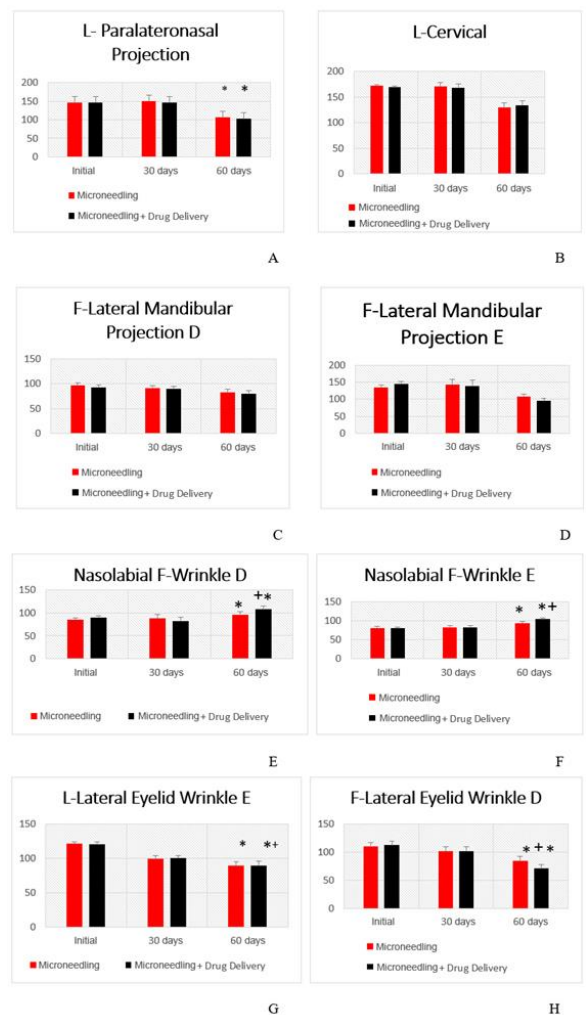 L- Paralateronasal
Projection
200
150
100
50
0
* *
Initial 30 days 60 days
Microneedling
Microneedling + Drug Delivery
A
L-Cervical
200
150
100
50
0
Initial 30 days 60 days
Microneedling
Microneedling + Drug Delivery
B
F-Lateral Mandibular
Projection D
150
100
50
0
Initial 30 days 60 days
Microneedling
Microneedling + Drug Delivery
C
F-Lateral Mandibular
Projection E
200
150
100
50
0
Initial 30 days 60 days
Microneedling
Microneedling + Drug Delivery
D
Nasolabial F-Wrinkle D
150
100
50
0
* +*
Initial 30 days 60 days
Microneedling Microneedling + Drug Delivery
E
Nasolabial F-Wrinkle E
150
100
50
0
* *+
Initial 30 days 60 days
Microneedling
Microneedling + Drug Delivery
F
L-Lateral Eyelid Wrinkle E
150
100
50
0
* *+
Initial 30 days 60 days
Microneedling Microneedling + Drug Delivery
G
F-Lateral Eyelid Wrinkle D
150
100
50
0
* + *
Initial 30 days 60 days
Microneedling
Microneedling + Drug Delivery
H